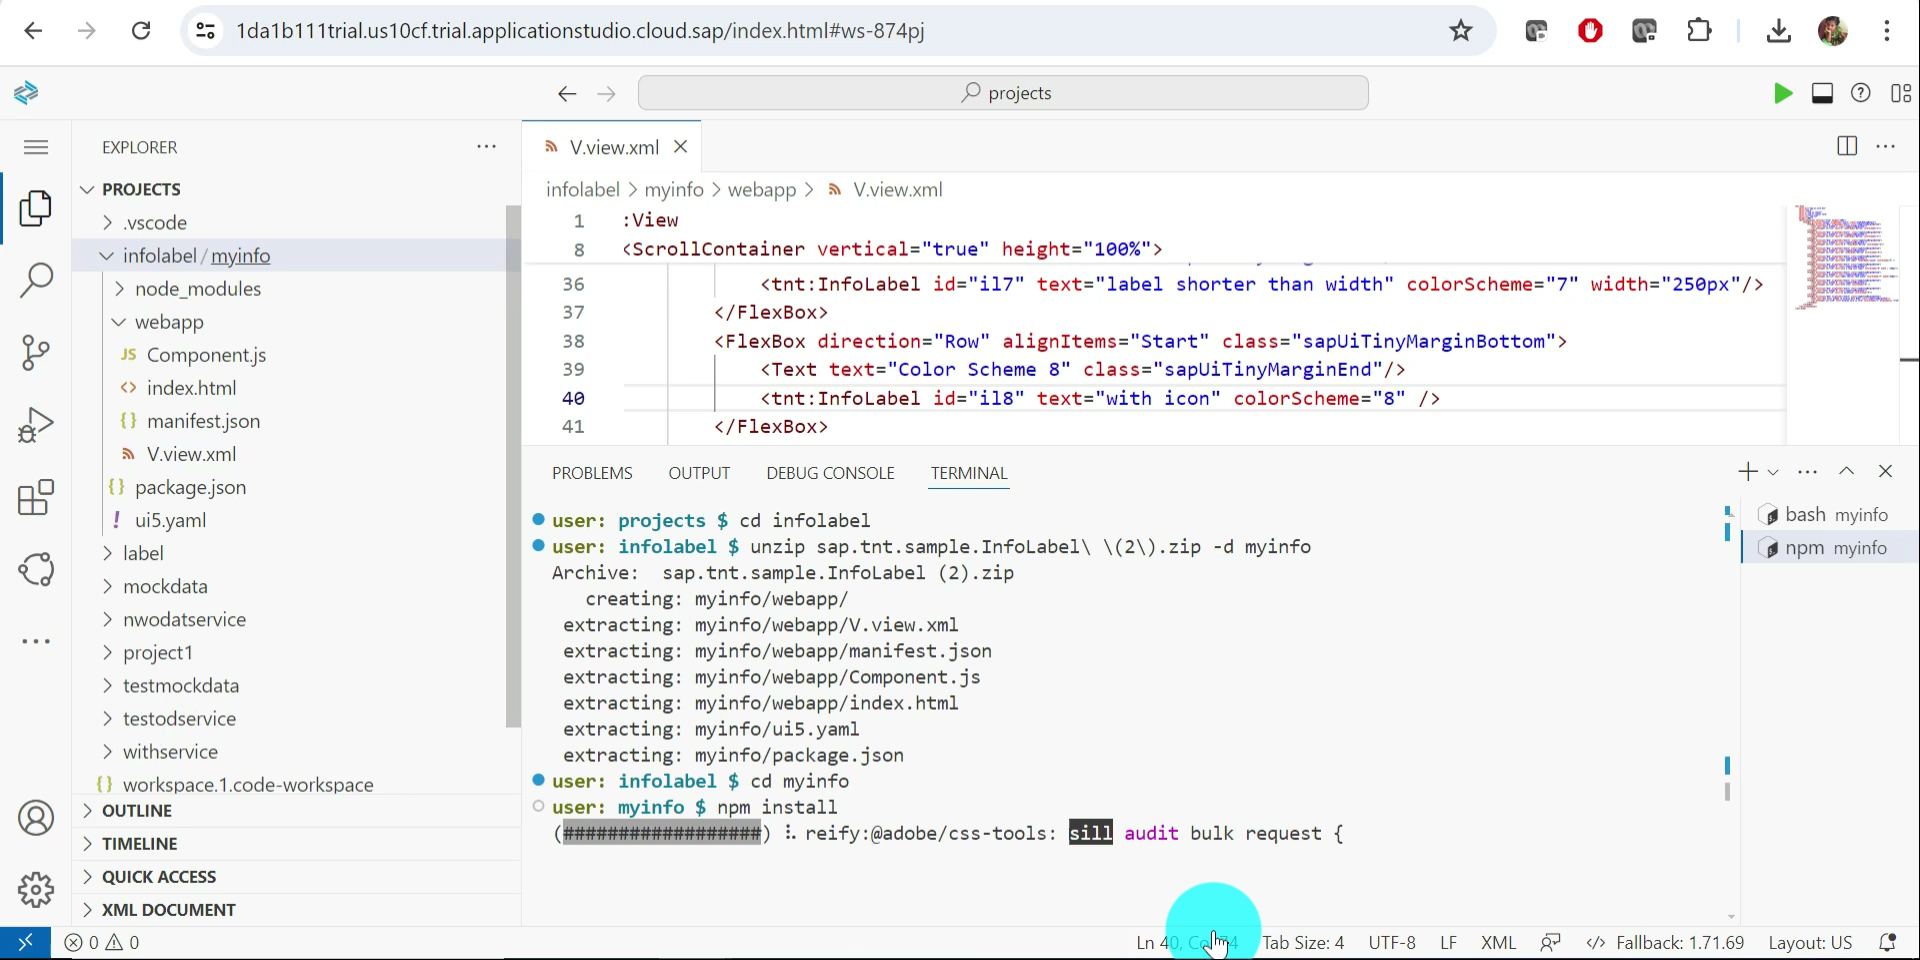 1da1b111trial.us10cf.trial.applicationstudio.cloud.sap/index.html#ws-874pj
projects
EXPLORER
PROJECTS
.vscode
infolabel / myinfo
node_modules
webapp
JS Component.js
<> index.html
{} manifest.json
V.view.xml
{} package.json
! ui5.yaml
label
mockdata
nwodatservice
project1
testmockdata
testodservice
withservice
{} workspace.1.code-workspace
OUTLINE
TIMELINE
QUICK ACCESS
XML DOCUMENT
V.view.xml
infolabel > myinfo > webapp > V.view.xml
1 :View
8 <ScrollContainer vertical="true" height="100%">
36 <tnt:InfoLabel id="il7" text="label shorter than width" colorScheme="7" width="250px"/>
37 </FlexBox>
38 <FlexBox direction="Row" alignItems="Start" class="sapUiTinyMarginBottom">
39 <Text text="Color Scheme 8" class="sapUiTinyMarginEnd"/>
40 <tnt:InfoLabel id="il8" text="with icon" colorScheme="8" />
41 </FlexBox>
PROBLEMS OUTPUT DEBUG CONSOLE TERMINAL
user: projects $ cd infolabel
user: infolabel $ unzip sap.tnt.sample.InfoLabel\ \(2\).zip -d myinfo
Archive:  sap.tnt.sample.InfoLabel (2).zip
creating: myinfo/webapp/
extracting: myinfo/webapp/V.view.xml
extracting: myinfo/webapp/manifest.json
extracting: myinfo/webapp/Component.js
extracting: myinfo/webapp/index.html
extracting: myinfo/ui5.yaml
extracting: myinfo/package.json
user: infolabel $ cd myinfo
user: myinfo $ npm install
(##################) ⠧ reify:@adobe/css-tools: sill audit bulk request {
bash myinfo
npm myinfo
0 0
Ln 40, Tab Size: 4 UTF-8 LF XML </> Fallback: 1.71.69 Layout: US